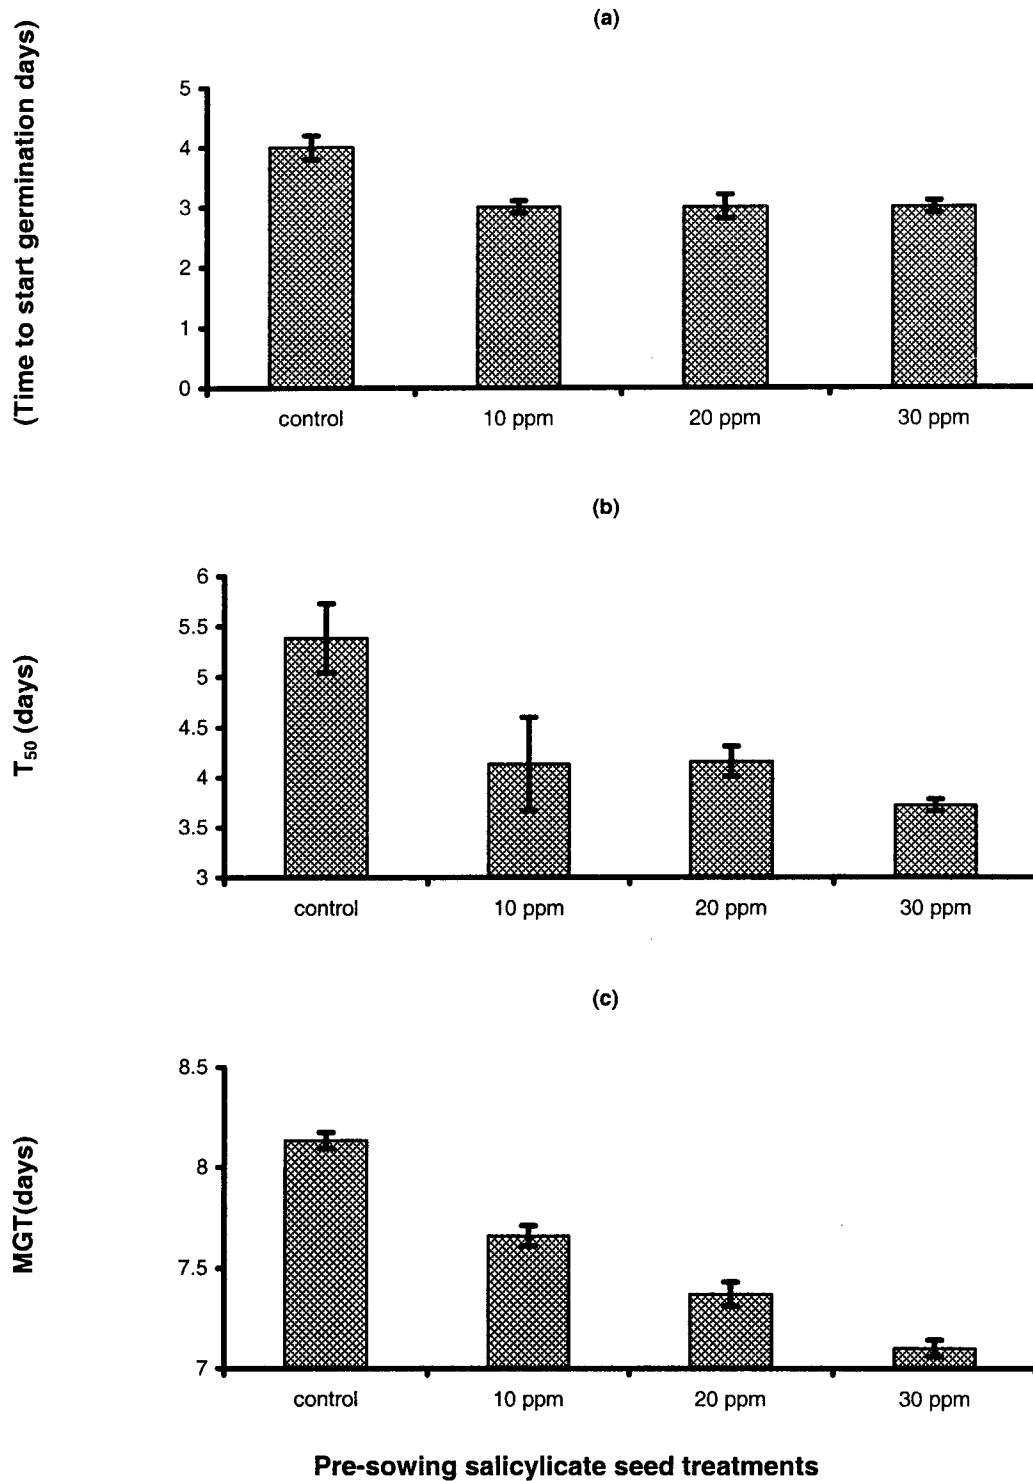 (a)
(Time to start germination days)
5
4
3
2
1
0
control 10 ppm 20 ppm 30 ppm
(b)
T₅₀ (days)
6
5.5
5
4.5
4
3.5
3
control 10 ppm 20 ppm 30 ppm
(c)
MGT(days)
8.5
8
7.5
7
control 10 ppm 20 ppm 30 ppm
Pre-sowing salicylicate seed treatments